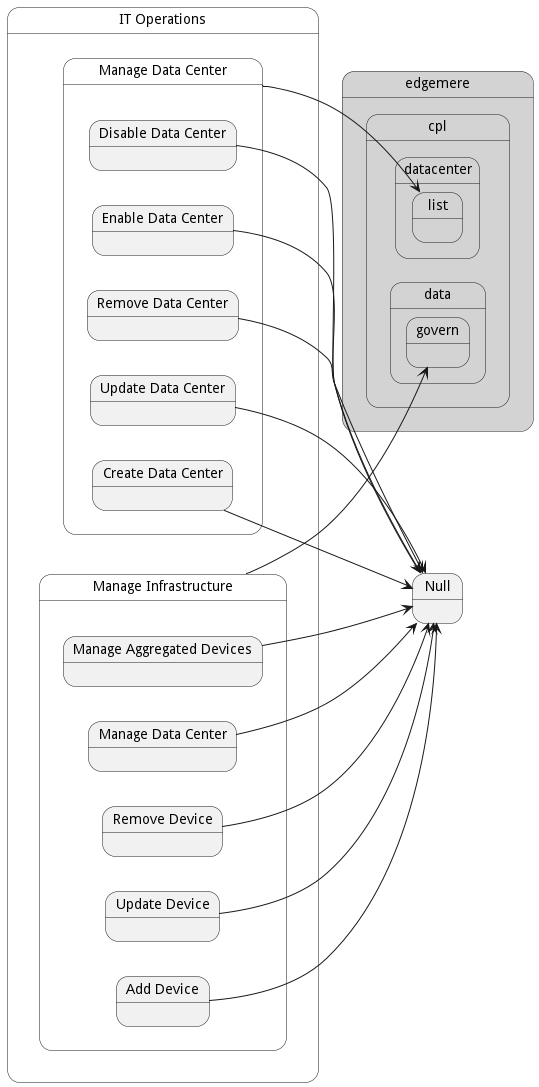 IT Operations
Manage Data Center
Disable Data Center
Enable Data Center
Remove Data Center
Update Data Center
Create Data Center
Manage Infrastructure
Manage Aggregated Devices
Manage Data Center
Remove Device
Update Device
Add Device
edgemere
cpl
datacenter
list
data
govern
Null